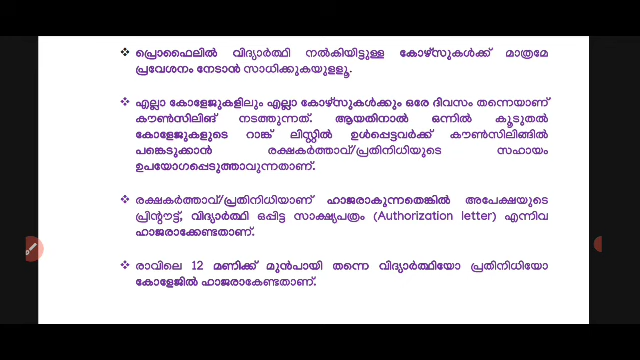 ❖ പ്രൊഫൈലിൽ വിദ്യാർത്ഥി നൽകിയിട്ടുള്ള കോഴ്സുകൾക്ക് മാത്രമേ
പ്രവേശനം നേടാൻ സാധിക്കുകയുള്ളൂ.
❖ എല്ലാ കോളേജുകളിലും എല്ലാ കോഴ്സുകൾക്കും ഒരേ ദിവസം തന്നെയാണ്
കൗൺസിലിങ് നടത്തുന്നത്. ആയതിനാൽ ഒന്നിൽ കൂടുതൽ
കോളേജുകളുടെ റാങ്ക് ലിസ്റ്റിൽ ഉൾപ്പെട്ടവർക്ക് കൗൺസിലിങ്ങിൽ
പങ്കെടുക്കാൻ രക്ഷകർത്താവ്/പ്രതിനിധിയുടെ സഹായം
ഉപയോഗപ്പെടുത്താവുന്നതാണ്.
❖ രക്ഷകർത്താവ്/പ്രതിനിധിയാണ് ഹാജരാകുന്നതെങ്കിൽ അപേക്ഷയുടെ
പ്രിന്റൗട്ട്, വിദ്യാർത്ഥി ഒപ്പിട്ട സാക്ഷ്യപത്രം (Authorization letter) എന്നിവ
ഹാജരാക്കേണ്ടതാണ്.
❖ രാവിലെ 12 മണിക്ക് മുൻപായി തന്നെ വിദ്യാർത്ഥിയോ പ്രതിനിധിയോ
കോളേജിൽ ഹാജരാകേണ്ടതാണ്.